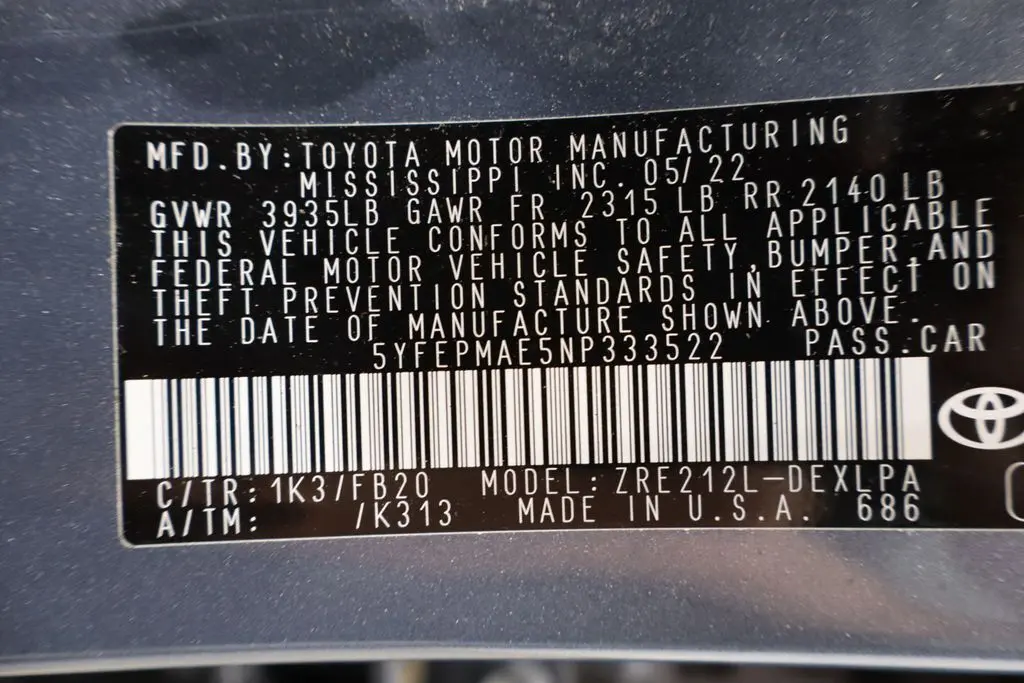 MFD.BY:TOYOTA MOTOR MANUFACTURING
MISSISSIPPI INC. 05/22
GVWR 3935LB GAWR FR 2315 LB RR 2140 LB
THIS VEHICLE CONFORMS TO ALL APPLICABLE
FEDERAL MOTOR VEHICLE SAFETY,BUMPER,AND
THEFT PREVENTION STANDARDS IN EFFECT ON
THE DATE OF MANUFACTURE SHOWN ABOVE.
5YFEPMAE5NP333522 PASS.CAR
C/TR: 1K3/FB20 MODEL: ZRE212L-DEXLPA
A/TM: /K313 MADE IN U.S.A. 686